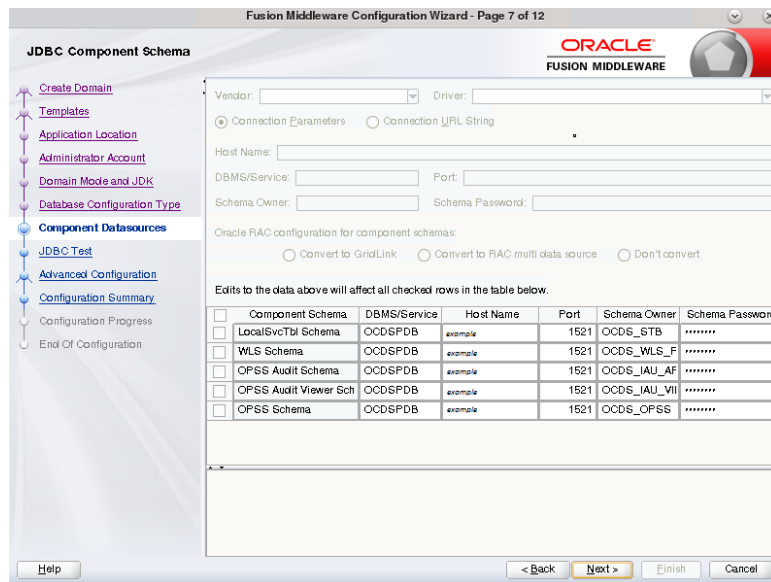 Fusion Middleware Configuration Wizard - Page 7 of 12
JDBC Component Schema
ORACLE
FUSION MIDDLEWARE
Create Domain
Templates
Application Location
Administrator Account
Domain Mode and JDK
Database Configuration Type
Component Datasources
JDBC Test
Advanced Configuration
Configuration Summary
Configuration Progress
End Of Configuration
Vendor: Driver:
Connection Parameters Connection URL String
Host Name:
DBMS/Service: Port:
Schema Owner: Schema Password:
Oracle RAC configuration for component schemas:
Convert to GridLink Convert to RAC multi data source Don't convert
Edits to the data above will affect all checked rows in the table below.
Component Schema DBMS/Service Host Name Port Schema Owner Schema Password
LocalSvcTbl Schema OCDSPDB example 1521 OCDS_STB ••••••••
WLS Schema OCDSPDB example 1521 OCDS_WLS_F ••••••••
OPSS Audit Schema OCDSPDB example 1521 OCDS_IAU_AF ••••••••
OPSS Audit Viewer Sch OCDSPDB example 1521 OCDS_IAU_VII ••••••••
OPSS Schema OCDSPDB example 1521 OCDS_OPSS ••••••••
Help < Back Next > Finish Cancel